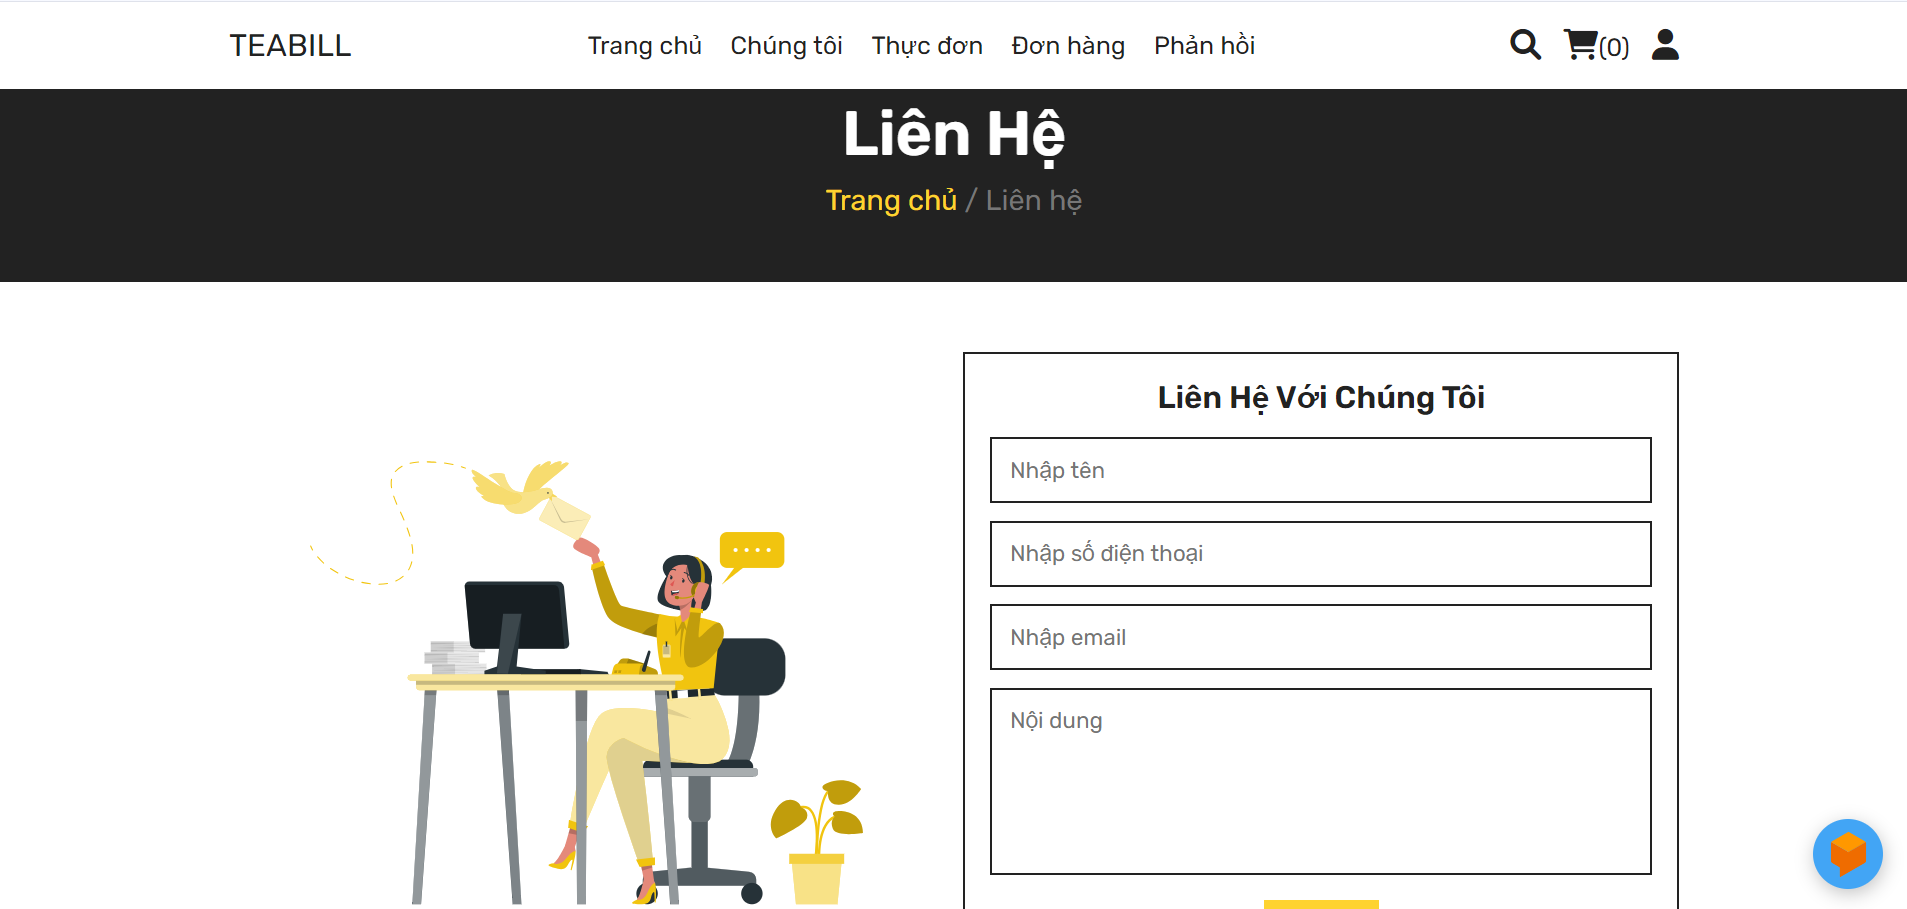 TEABILL
Trang chủ Chúng tôi Thực đơn Đơn hàng Phản hồi
(0)
Liên Hệ
Trang chủ / Liên hệ
Liên Hệ Với Chúng Tôi
Nhập tên
Nhập số điện thoại
Nhập email
Nội dung